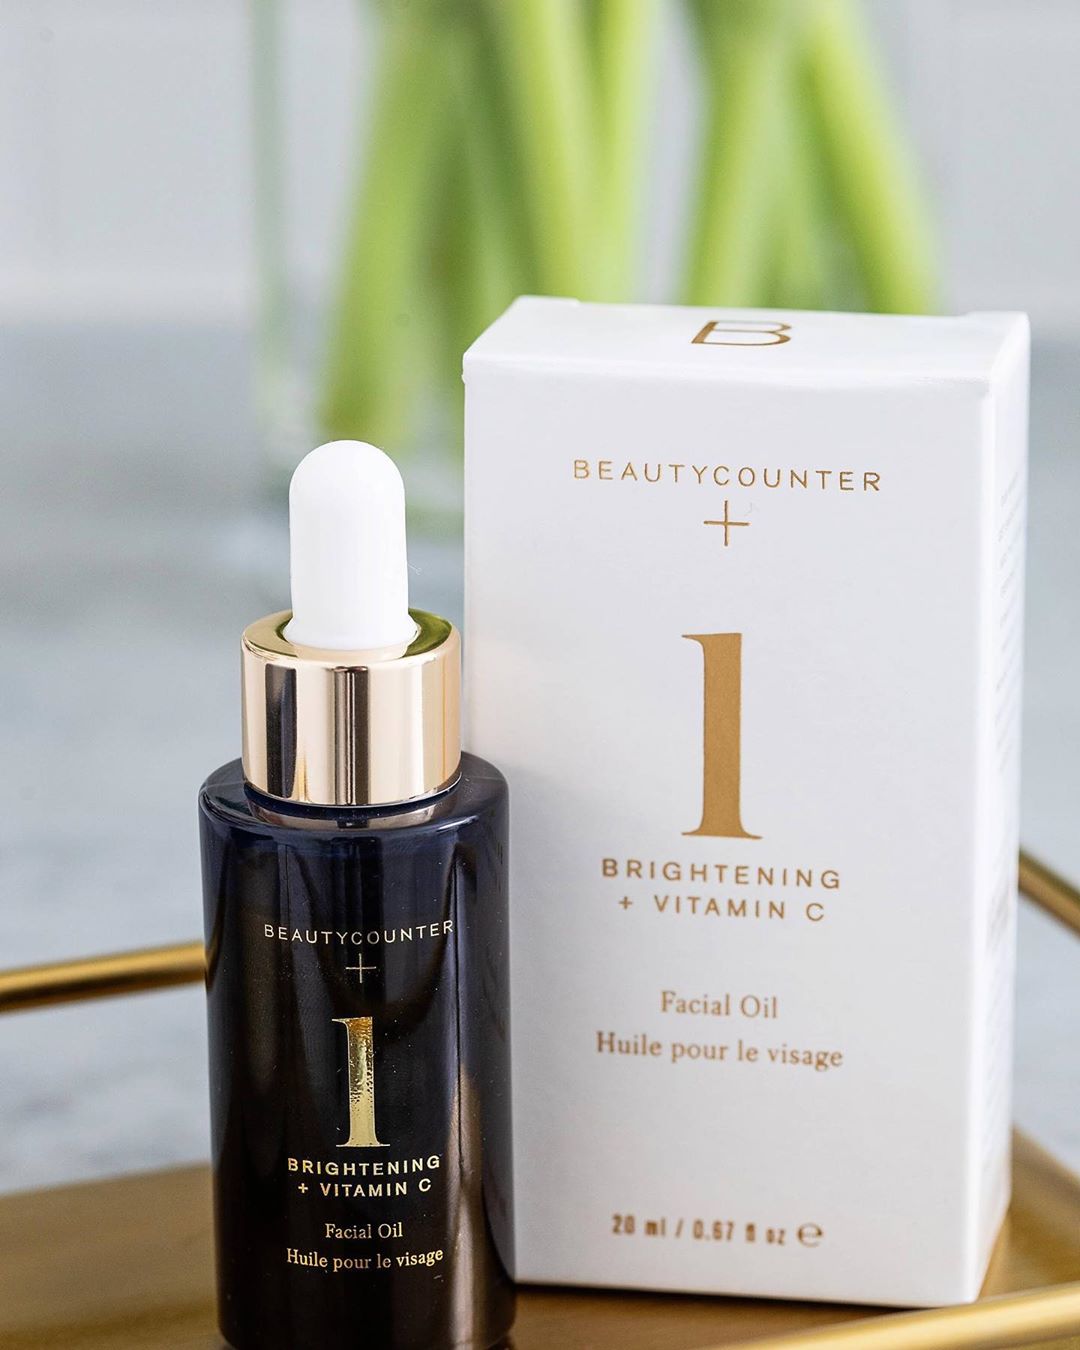 B
BEAUTYCOUNTER
+
1
BRIGHTENING
+ VITAMIN C
Facial Oil
Huile pour le visage
20 ml / 0.67 fl oz ℮
BEAUTYCOUNTER
+
1
BRIGHTENING
+ VITAMIN C
Facial Oil
Huile pour le visage